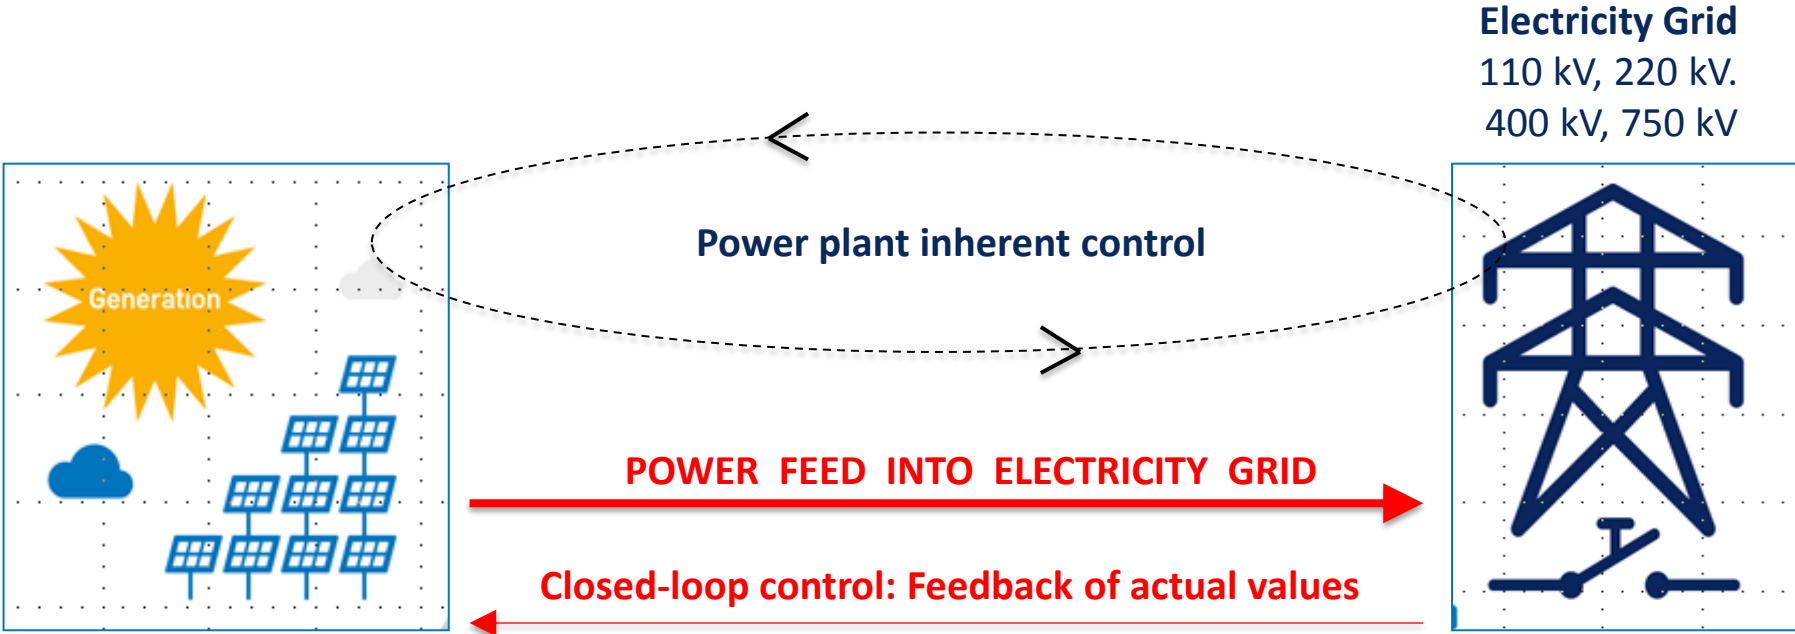 Electricity Grid
110 kV, 220 kV.
400 kV, 750 kV
Power plant inherent control
Generation
POWER FEED INTO ELECTRICITY GRID
Closed-loop control: Feedback of actual values